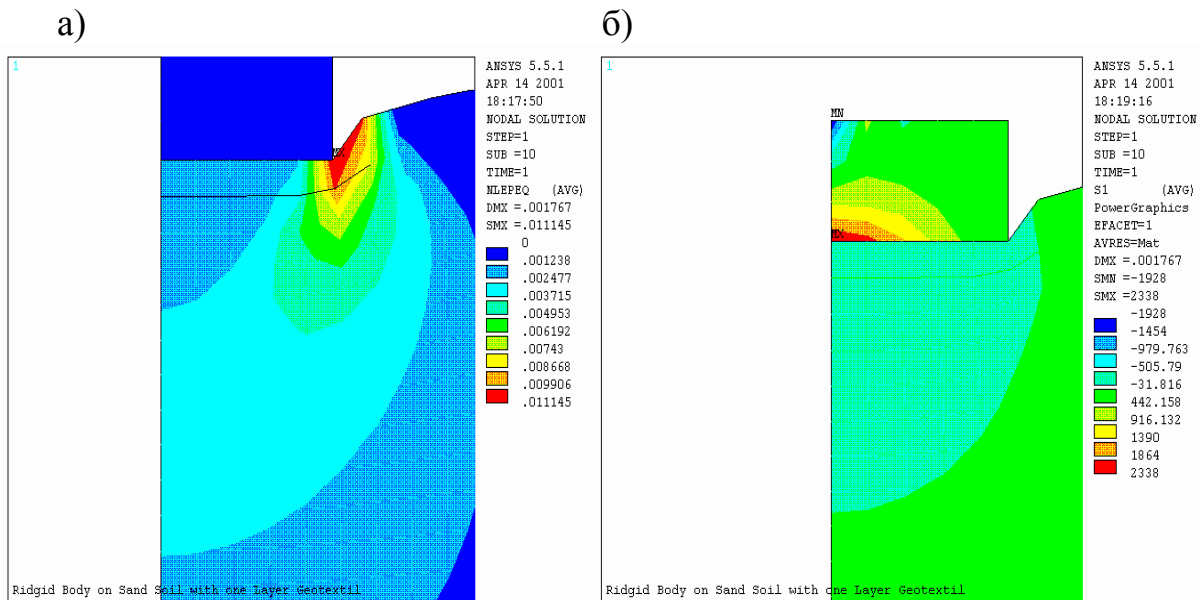 а)
б)
1
ANSYS 5.5.1
APR 14 2001
18:17:50
NODAL SOLUTION
STEP=1
SUB =10
TIME=1
NLEPEQ (AVG)
DMX =.001767
SMX =.011145
0
.001238
.002477
.003715
.004953
.006192
.00743
.008668
.009906
.011145
MX
Ridgid Body on Sand Soil with one Layer Geotextil
1
ANSYS 5.5.1
APR 14 2001
18:19:16
NODAL SOLUTION
STEP=1
SUB =10
TIME=1
S1 (AVG)
PowerGraphics
EFACET=1
AVRES=Mat
DMX =.001767
SMN =-1928
SMX =2338
-1928
-1454
-979.763
-505.79
-31.816
442.158
916.132
1390
1864
2338
MN
MX
Ridgid Body on Sand Soil with one Layer Geotextil